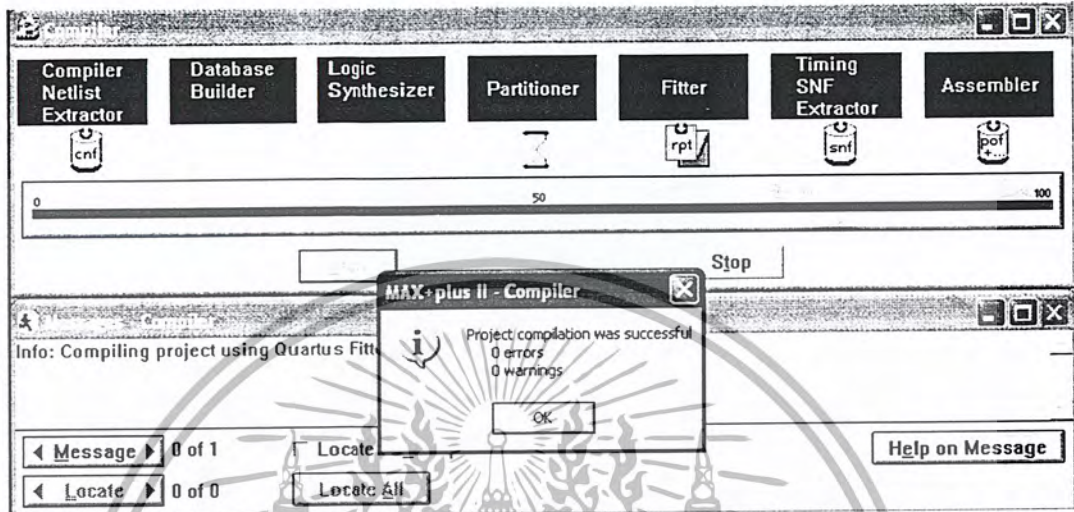 Compiler
Compiler Netlist Extractor
Database Builder
Logic Synthesizer
Partitioner
Fitter
Timing SNF Extractor
Assembler
cnf
rpt
snf
pof +...
0 50 100
Stop
MAX+plus II - Compiler
Project compilation was successful
0 errors
0 warnings
OK
Info: Compiling project using Quartus
Message 0 of 1
Locate
Help on Message
Locate 0 of 0
Locate All